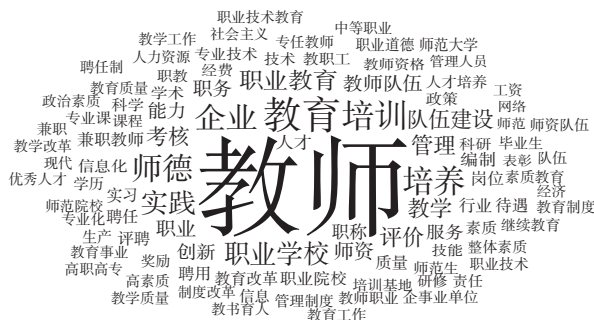 职业技术教育
社会主义 中等职业
教学工作 专任教师 职业道德 师范大学
人力资源 专业技术 技术 教职工 教师资格 管理人员
聘任制 职教 经费 职业教育 教师队伍 人才培养
教育质量 学术 职务 政策 工资
政治素质 科学 能力 企业 教育 培训 队伍建设 网络
专业课 课程 师范 师资队伍
兼职 兼职教师 考核 人才 管理 科研 毕业生
教学改革 教师
现代 信息化 师德 编制 表彰 队伍
优秀人才 学历 培养 岗位 素质教育
实习 实践 经济
师范院校 教学 行业 待遇 教育制度
专业化 聘任 职业 职称 评价 服务 素质 继续教育
生产 评聘 创新 职业学校 师资 技能 整体素质
教育事业 奖励 质量 师范生 职业技术
高职高专 聘用 教育改革 职业院校
高素质 制度改革 信息 培训基地 研修 责任
教学质量 管理制度 教师职业 企事业单位
教书育人 教育工作